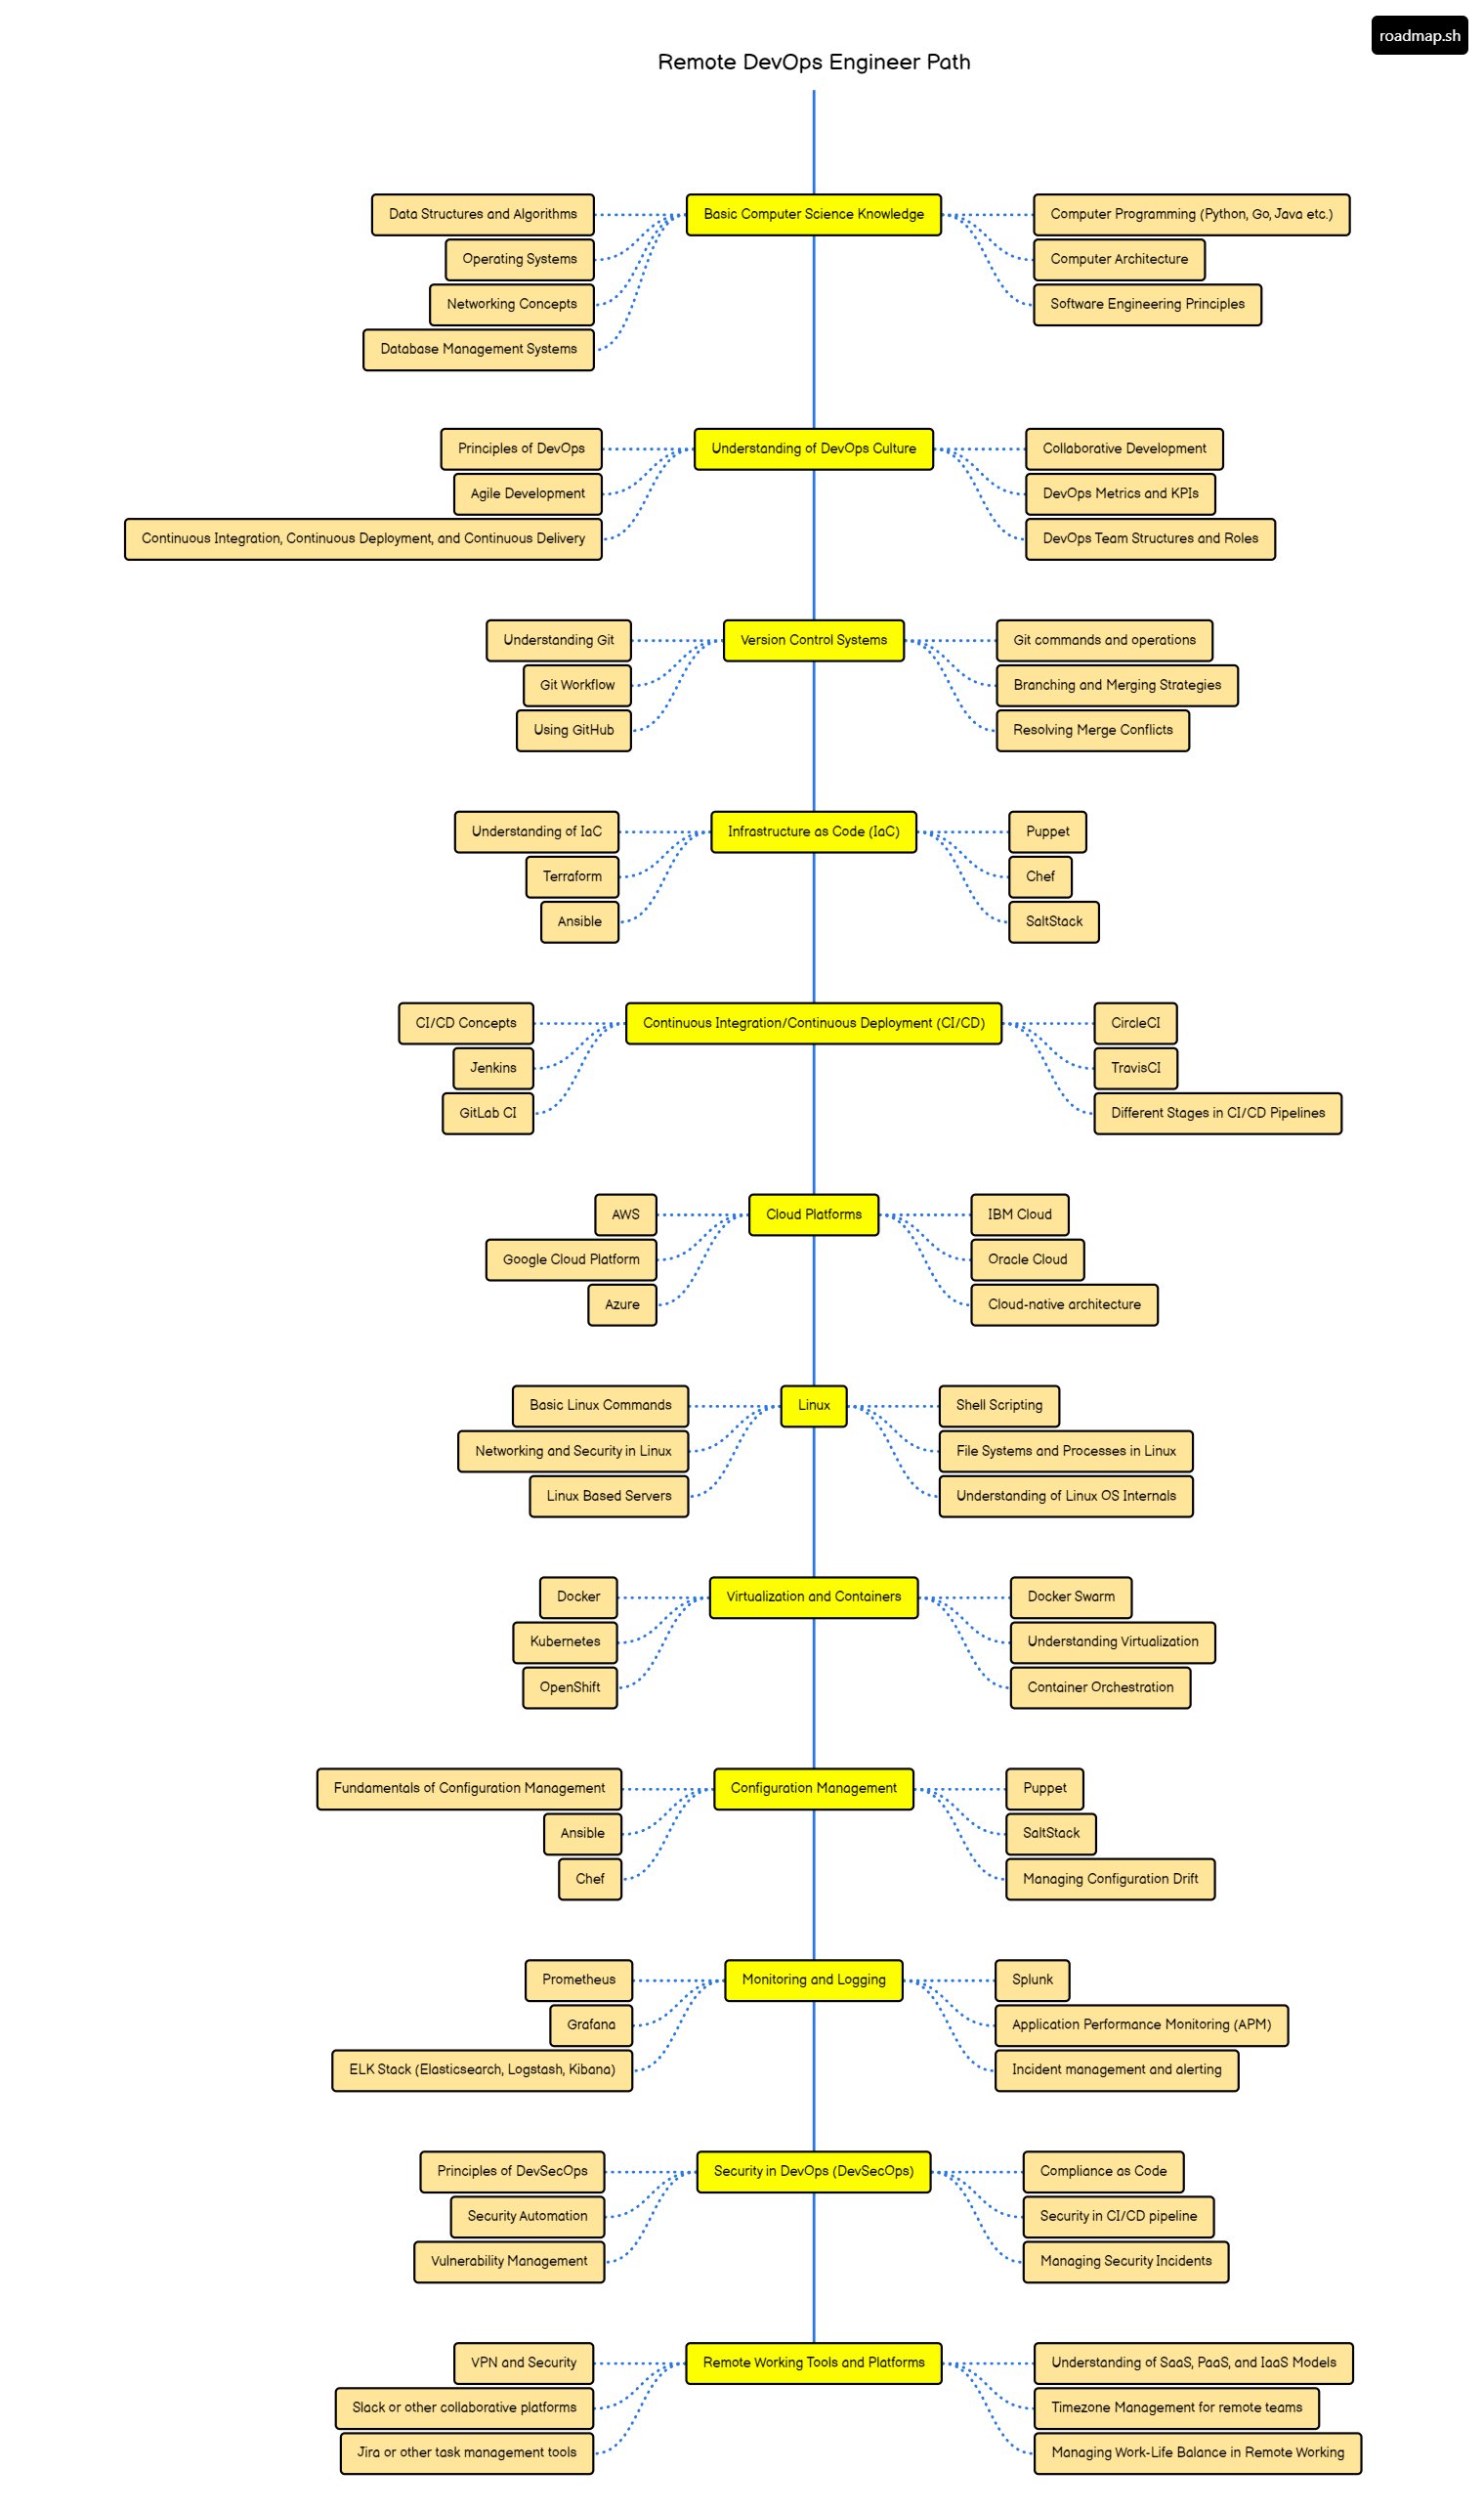 roadmap.sh
Remote DevOps Engineer Path
Basic Computer Science Knowledge
Data Structures and Algorithms
Operating Systems
Networking Concepts
Database Management Systems
Computer Programming (Python, Go, Java etc.)
Computer Architecture
Software Engineering Principles
Understanding of DevOps Culture
Principles of DevOps
Agile Development
Continuous Integration, Continuous Deployment, and Continuous Delivery
Collaborative Development
DevOps Metrics and KPIs
DevOps Team Structures and Roles
Version Control Systems
Understanding Git
Git Workflow
Using GitHub
Git commands and operations
Branching and Merging Strategies
Resolving Merge Conflicts
Infrastructure as Code (IaC)
Understanding of IaC
Terraform
Ansible
Puppet
Chef
SaltStack
Continuous Integration/Continuous Deployment (CI/CD)
CI/CD Concepts
Jenkins
GitLab CI
CircleCI
TravisCI
Different Stages in CI/CD Pipelines
Cloud Platforms
AWS
Google Cloud Platform
Azure
IBM Cloud
Oracle Cloud
Cloud-native architecture
Linux
Basic Linux Commands
Networking and Security in Linux
Linux Based Servers
Shell Scripting
File Systems and Processes in Linux
Understanding of Linux OS Internals
Virtualization and Containers
Docker
Kubernetes
OpenShift
Docker Swarm
Understanding Virtualization
Container Orchestration
Configuration Management
Fundamentals of Configuration Management
Ansible
Chef
Puppet
SaltStack
Managing Configuration Drift
Monitoring and Logging
Prometheus
Grafana
ELK Stack (Elasticsearch, Logstash, Kibana)
Splunk
Application Performance Monitoring (APM)
Incident management and alerting
Security in DevOps (DevSecOps)
Principles of DevSecOps
Security Automation
Vulnerability Management
Compliance as Code
Security in CI/CD pipeline
Managing Security Incidents
Remote Working Tools and Platforms
VPN and Security
Slack or other collaborative platforms
Jira or other task management tools
Understanding of SaaS, PaaS, and IaaS Models
Timezone Management for remote teams
Managing Work-Life Balance in Remote Working